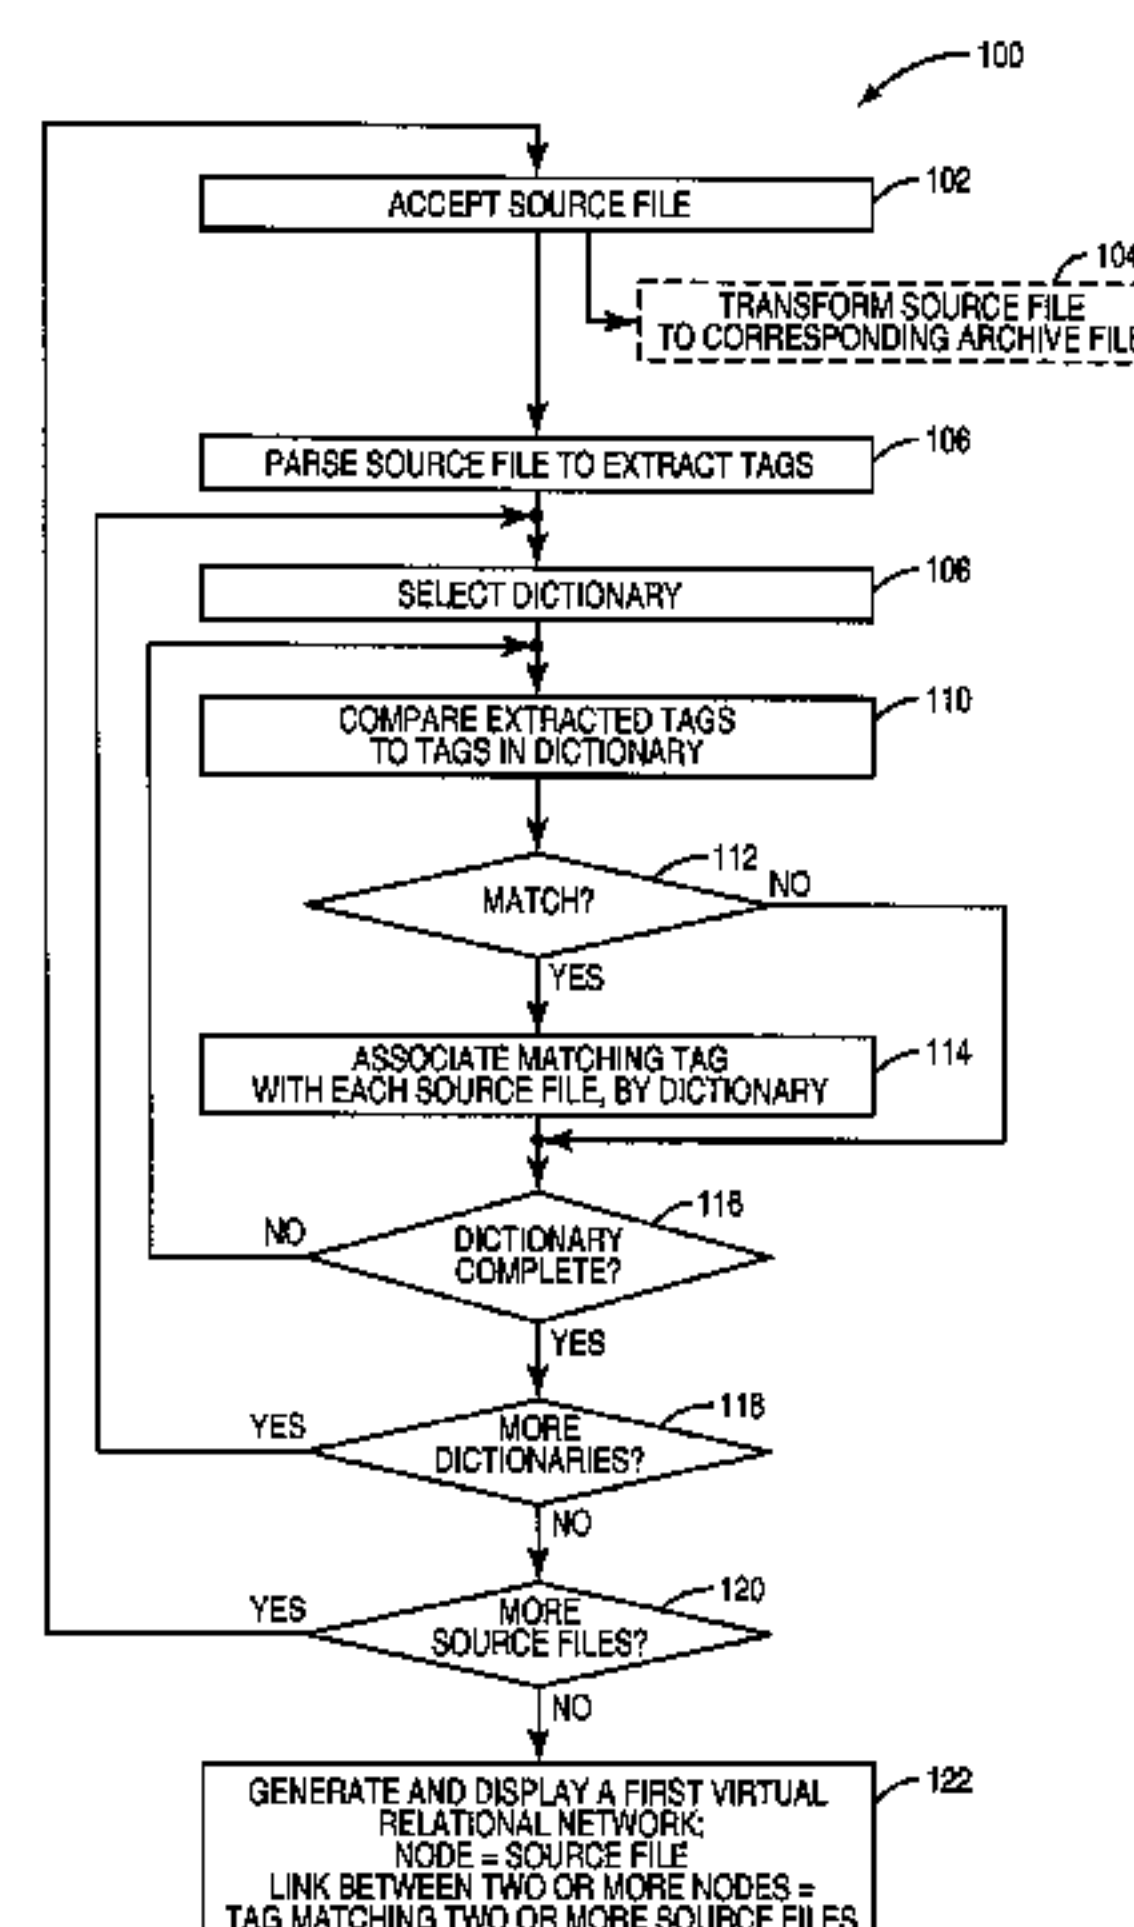 100
ACCEPT SOURCE FILE
102
104
TRANSFORM SOURCE FILE
TO CORRESPONDING ARCHIVE FILE
PARSE SOURCE FILE TO EXTRACT TAGS
106
SELECT DICTIONARY
106
COMPARE EXTRACTED TAGS
TO TAGS IN DICTIONARY
110
112
MATCH?
NO
YES
ASSOCIATE MATCHING TAG
WITH EACH SOURCE FILE, BY DICTIONARY
114
116
NO
DICTIONARY
COMPLETE?
YES
118
YES
MORE
DICTIONARIES?
NO
120
YES
MORE
SOURCE FILES?
NO
GENERATE AND DISPLAY A FIRST VIRTUAL
RELATIONAL NETWORK;
NODE = SOURCE FILE
LINK BETWEEN TWO OR MORE NODES =
TAG MATCHING TWO OR MORE SOURCE FILES
122